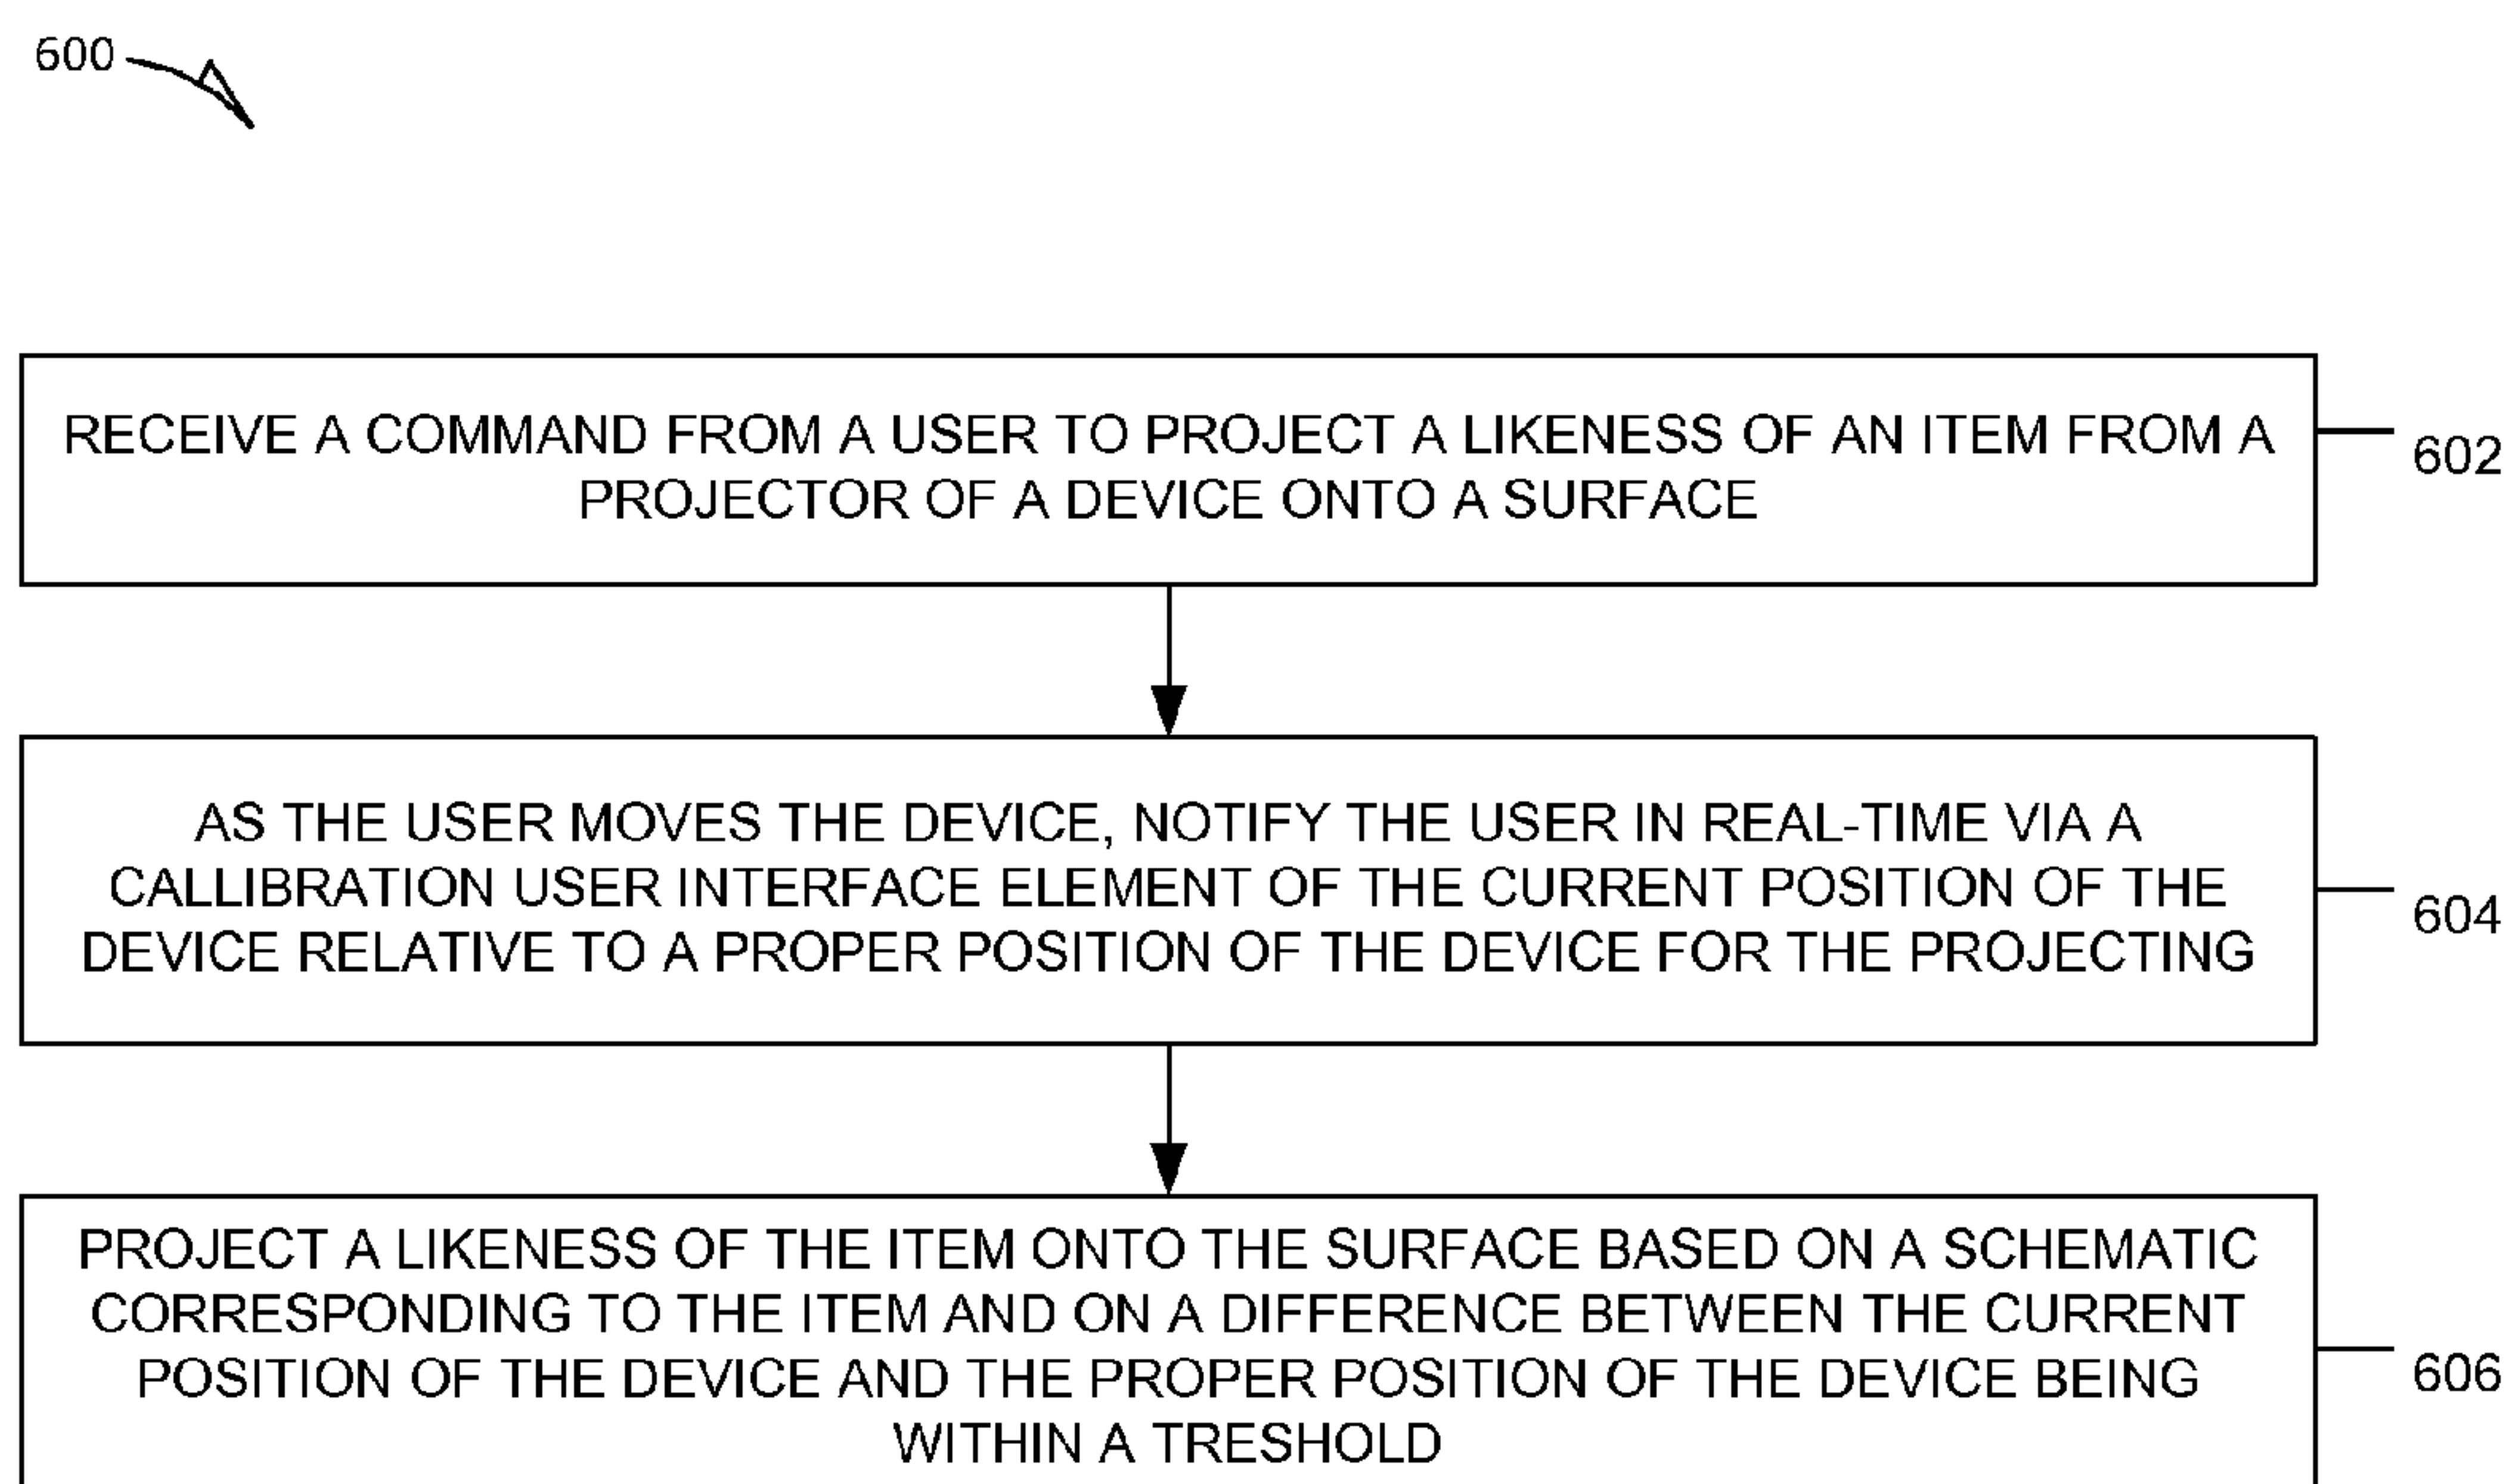 600
RECEIVE A COMMAND FROM A USER TO PROJECT A LIKENESS OF AN ITEM FROM A
PROJECTOR OF A DEVICE ONTO A SURFACE
602
AS THE USER MOVES THE DEVICE, NOTIFY THE USER IN REAL-TIME VIA A
CALLIBRATION USER INTERFACE ELEMENT OF THE CURRENT POSITION OF THE
DEVICE RELATIVE TO A PROPER POSITION OF THE DEVICE FOR THE PROJECTING
604
PROJECT A LIKENESS OF THE ITEM ONTO THE SURFACE BASED ON A SCHEMATIC
CORRESPONDING TO THE ITEM AND ON A DIFFERENCE BETWEEN THE CURRENT
POSITION OF THE DEVICE AND THE PROPER POSITION OF THE DEVICE BEING
WITHIN A TRESHOLD
606